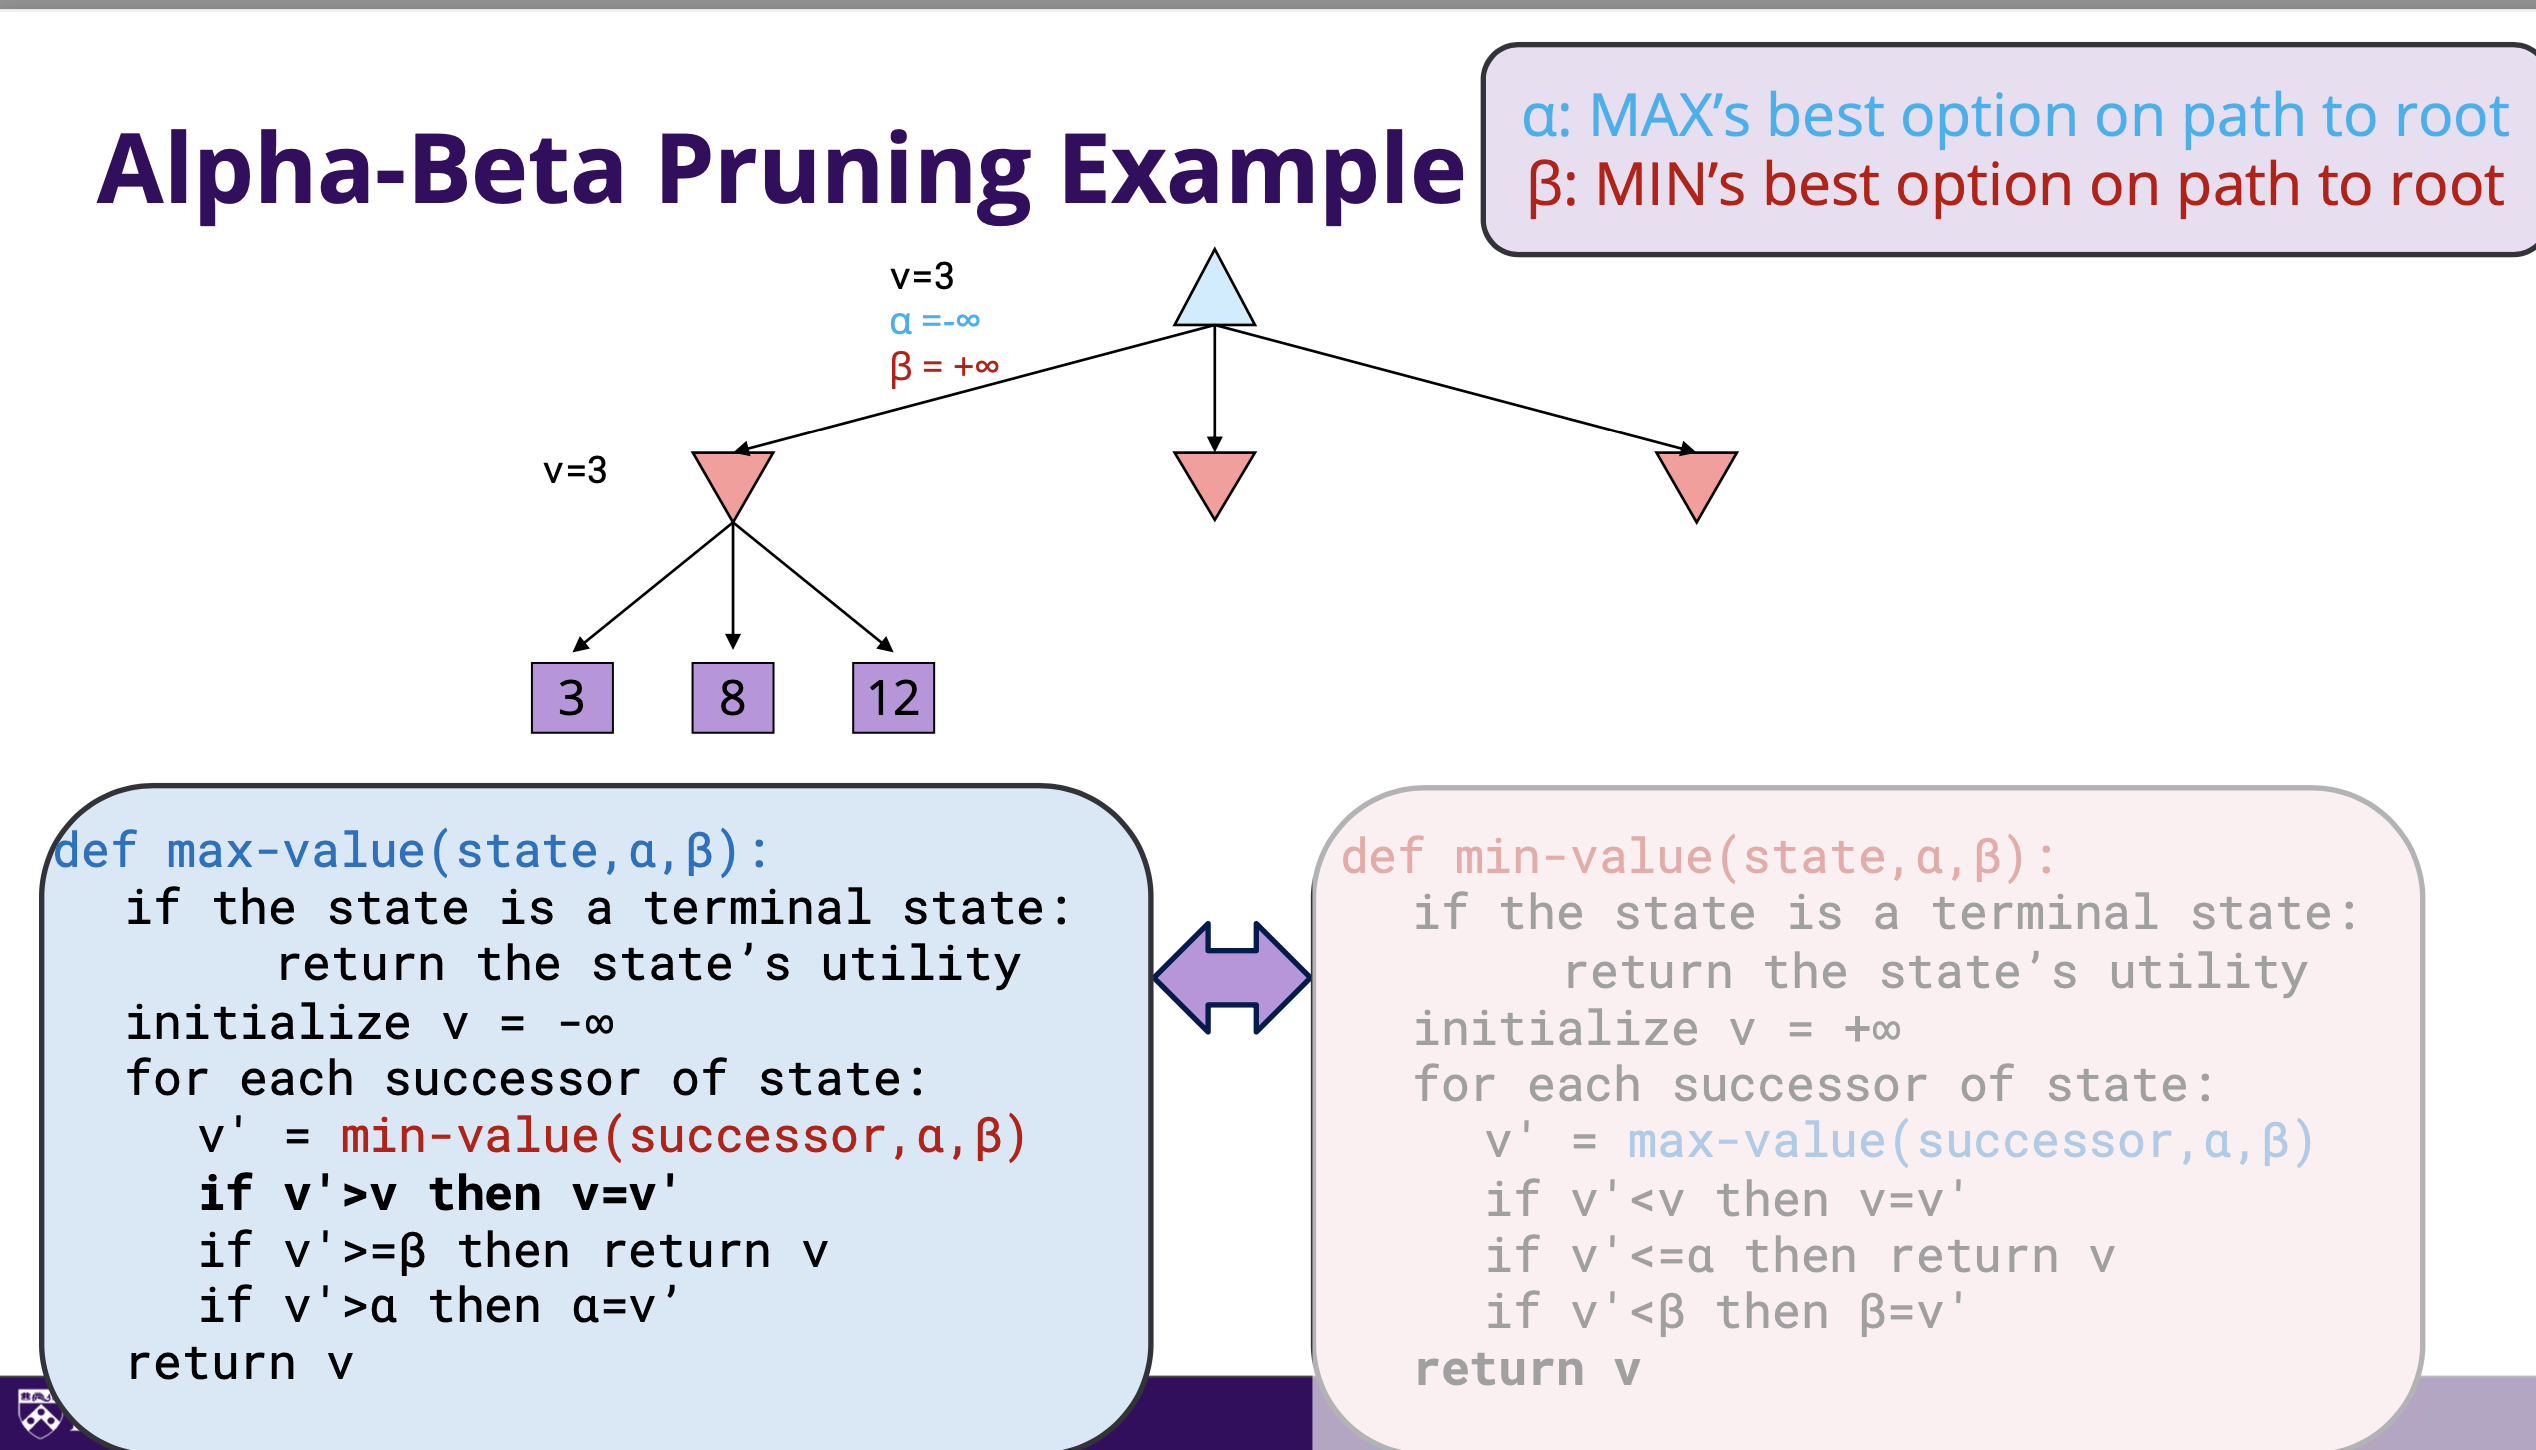 Alpha-Beta Pruning Example
α: MAX’s best option on path to root
β: MIN’s best option on path to root
v=3
α =-∞
β = +∞
v=3
3
8
12
def max-value(state,α,β):
if the state is a terminal state:
return the state’s utility
initialize v = -∞
for each successor of state:
v' = min-value(successor,α,β)
if v'>v then v=v'
if v'>=β then return v
if v'>α then α=v’
return v
def min-value(state,α,β):
if the state is a terminal state:
return the state’s utility
initialize v = +∞
for each successor of state:
v' = max-value(successor,α,β)
if v'<v then v=v'
if v'<=α then return v
if v'<β then β=v'
return v